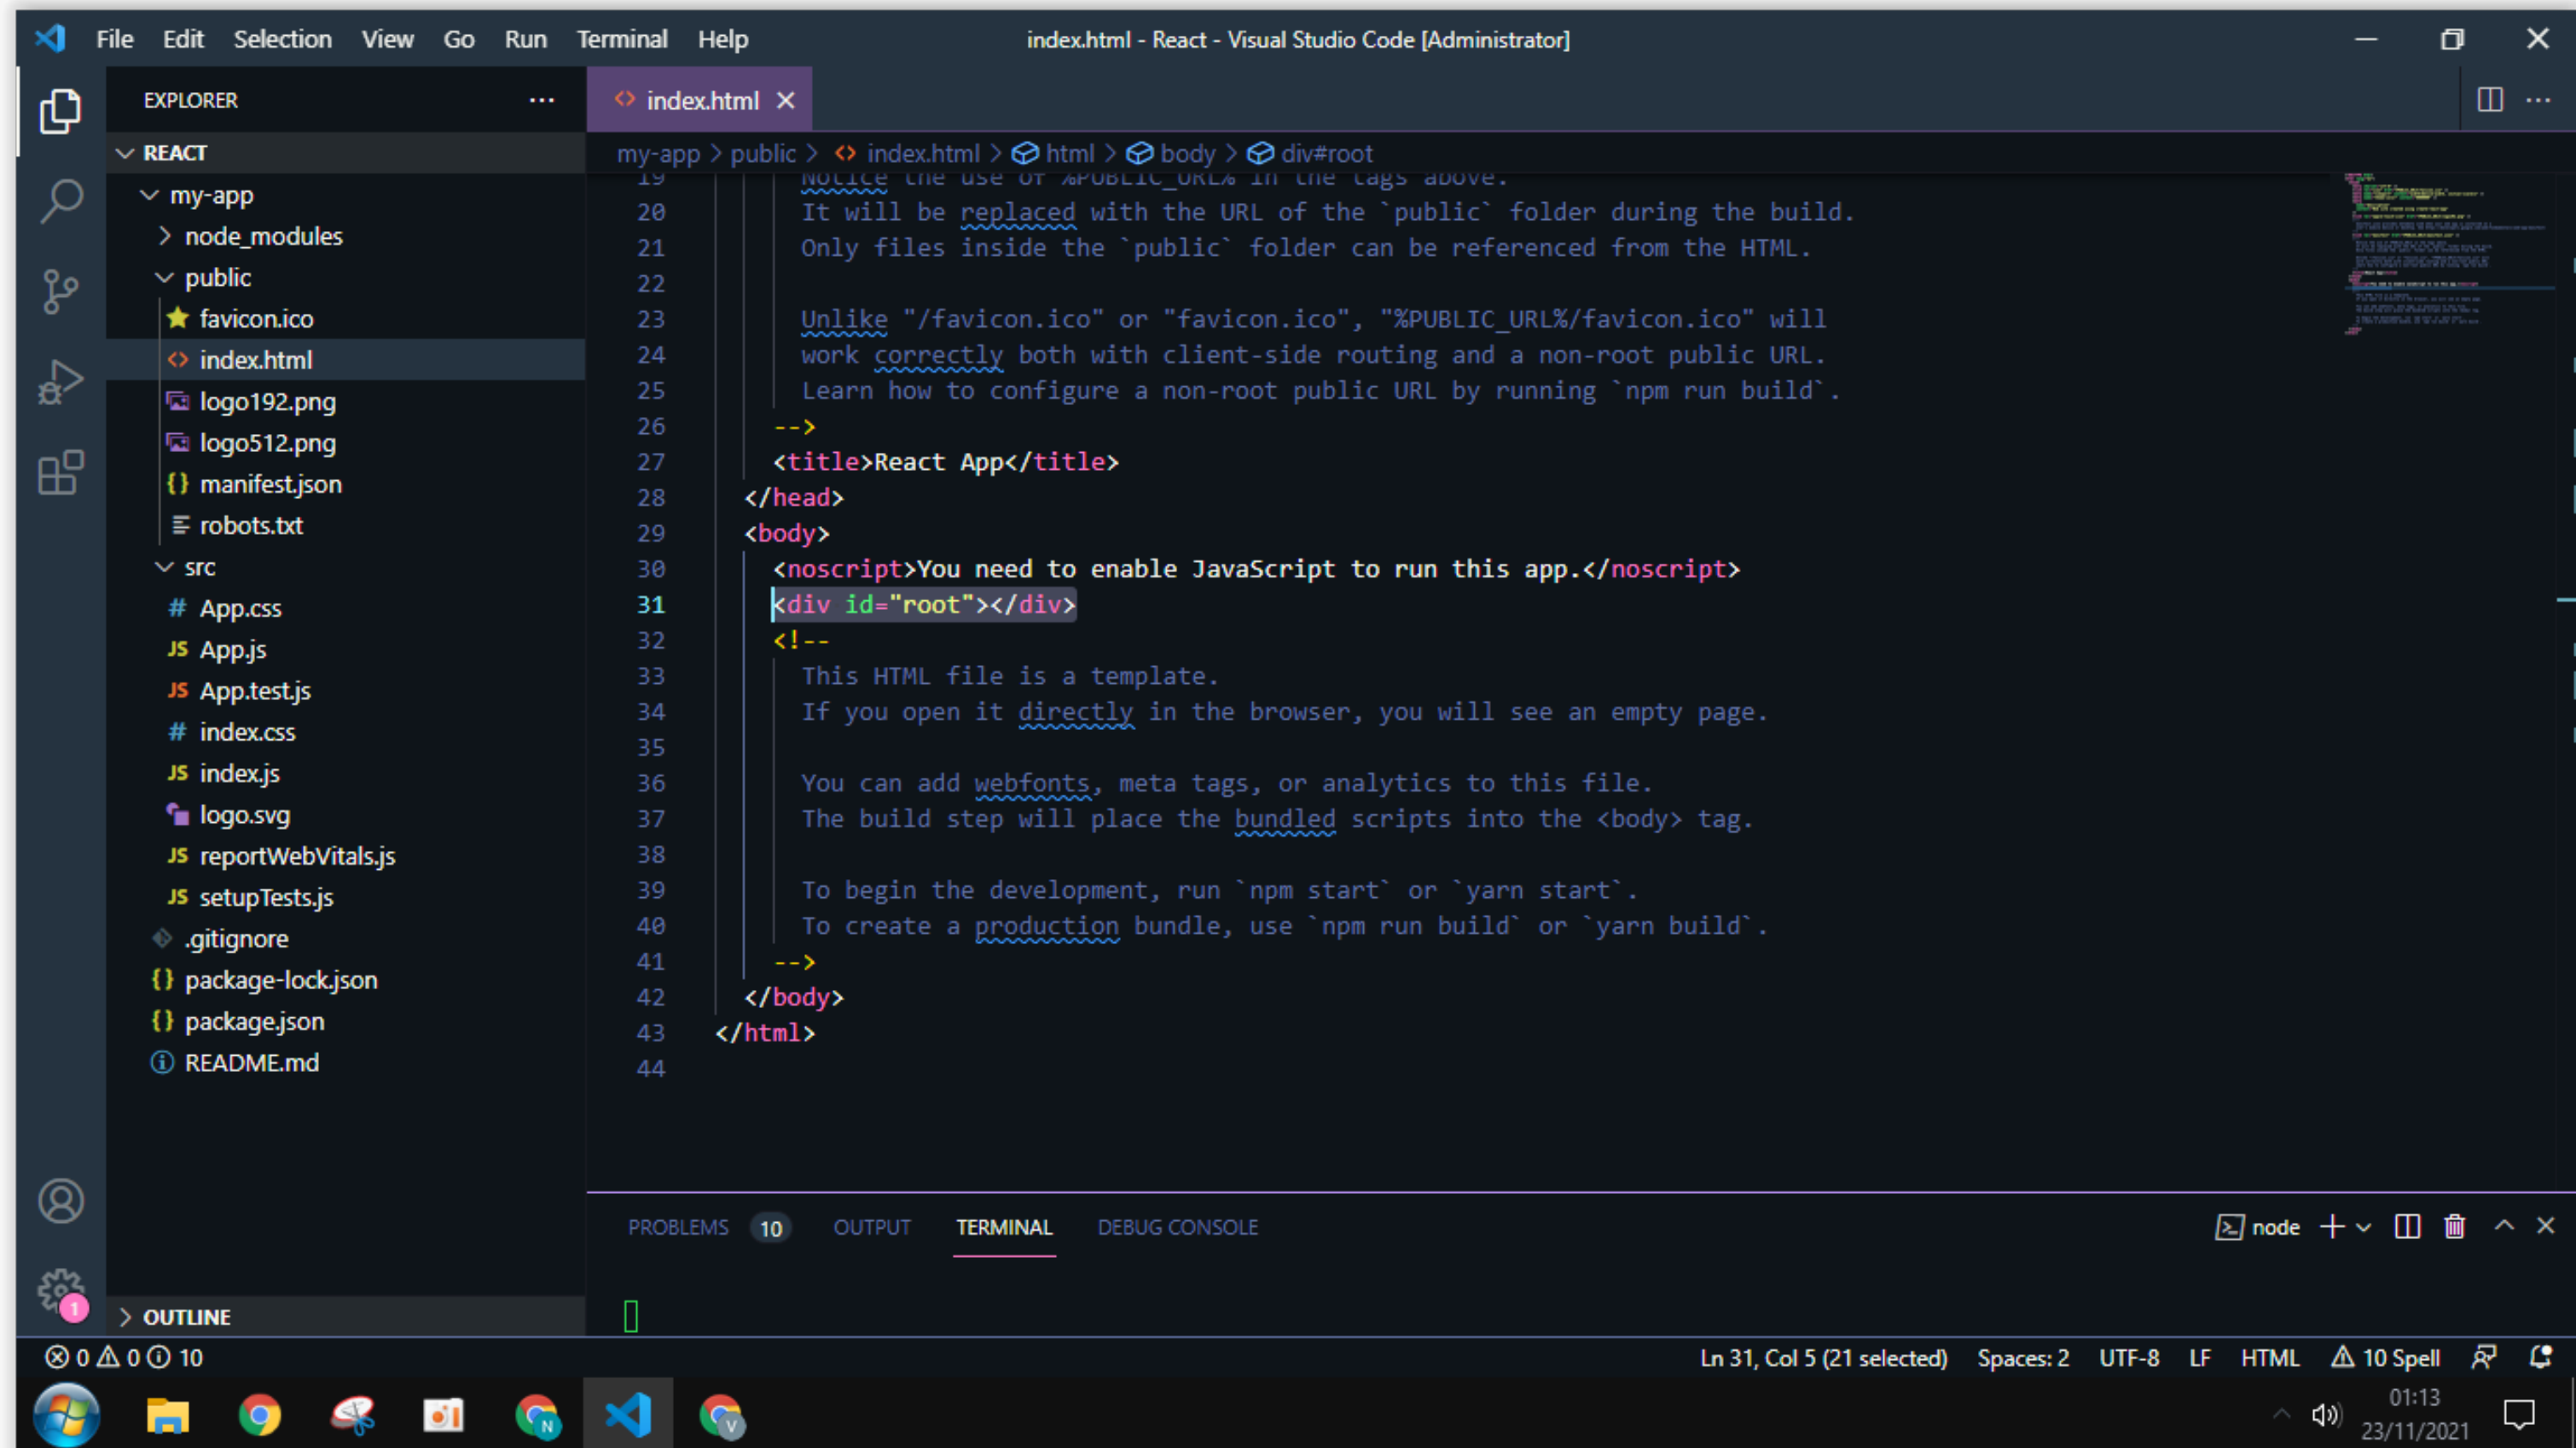 File Edit Selection View Go Run Terminal Help
index.html - React - Visual Studio Code [Administrator]
EXPLORER
REACT
my-app
node_modules
public
favicon.ico
index.html
logo192.png
logo512.png
manifest.json
robots.txt
src
App.css
App.js
App.test.js
index.css
index.js
logo.svg
reportWebVitals.js
setupTests.js
.gitignore
package-lock.json
package.json
README.md
OUTLINE
index.html
my-app > public > index.html > html > body > div#root
19 Notice the use of %PUBLIC_URL% in the tags above.
20 It will be replaced with the URL of the `public` folder during the build.
21 Only files inside the `public` folder can be referenced from the HTML.
22
23 Unlike "/favicon.ico" or "favicon.ico", "%PUBLIC_URL%/favicon.ico" will
24 work correctly both with client-side routing and a non-root public URL.
25 Learn how to configure a non-root public URL by running `npm run build`.
26 -->
27 <title>React App</title>
28 </head>
29 <body>
30 <noscript>You need to enable JavaScript to run this app.</noscript>
31 <div id="root"></div>
32 <!--
33 This HTML file is a template.
34 If you open it directly in the browser, you will see an empty page.
35
36 You can add webfonts, meta tags, or analytics to this file.
37 The build step will place the bundled scripts into the <body> tag.
38
39 To begin the development, run `npm start` or `yarn start`.
40 To create a production bundle, use `npm run build` or `yarn build`.
41 -->
42 </body>
43 </html>
44
PROBLEMS 10 OUTPUT TERMINAL DEBUG CONSOLE
node
1
0 0 10
Ln 31, Col 5 (21 selected) Spaces: 2 UTF-8 LF HTML 10 Spell
N
V
01:13
23/11/2021